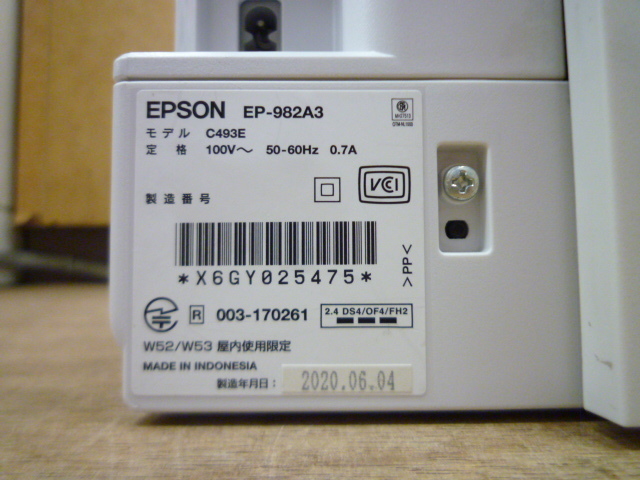 EPSON EP-982A3
モデル C493E
定格 100V～ 50-60Hz 0.7A
VCCI
製造番号
*X6GY025475*
>PP<
R 003-170261 2.4 DS4/OF4/FH2
W52/W53 屋内使用限定
MADE IN INDONESIA
製造年月日: 2020.06.04